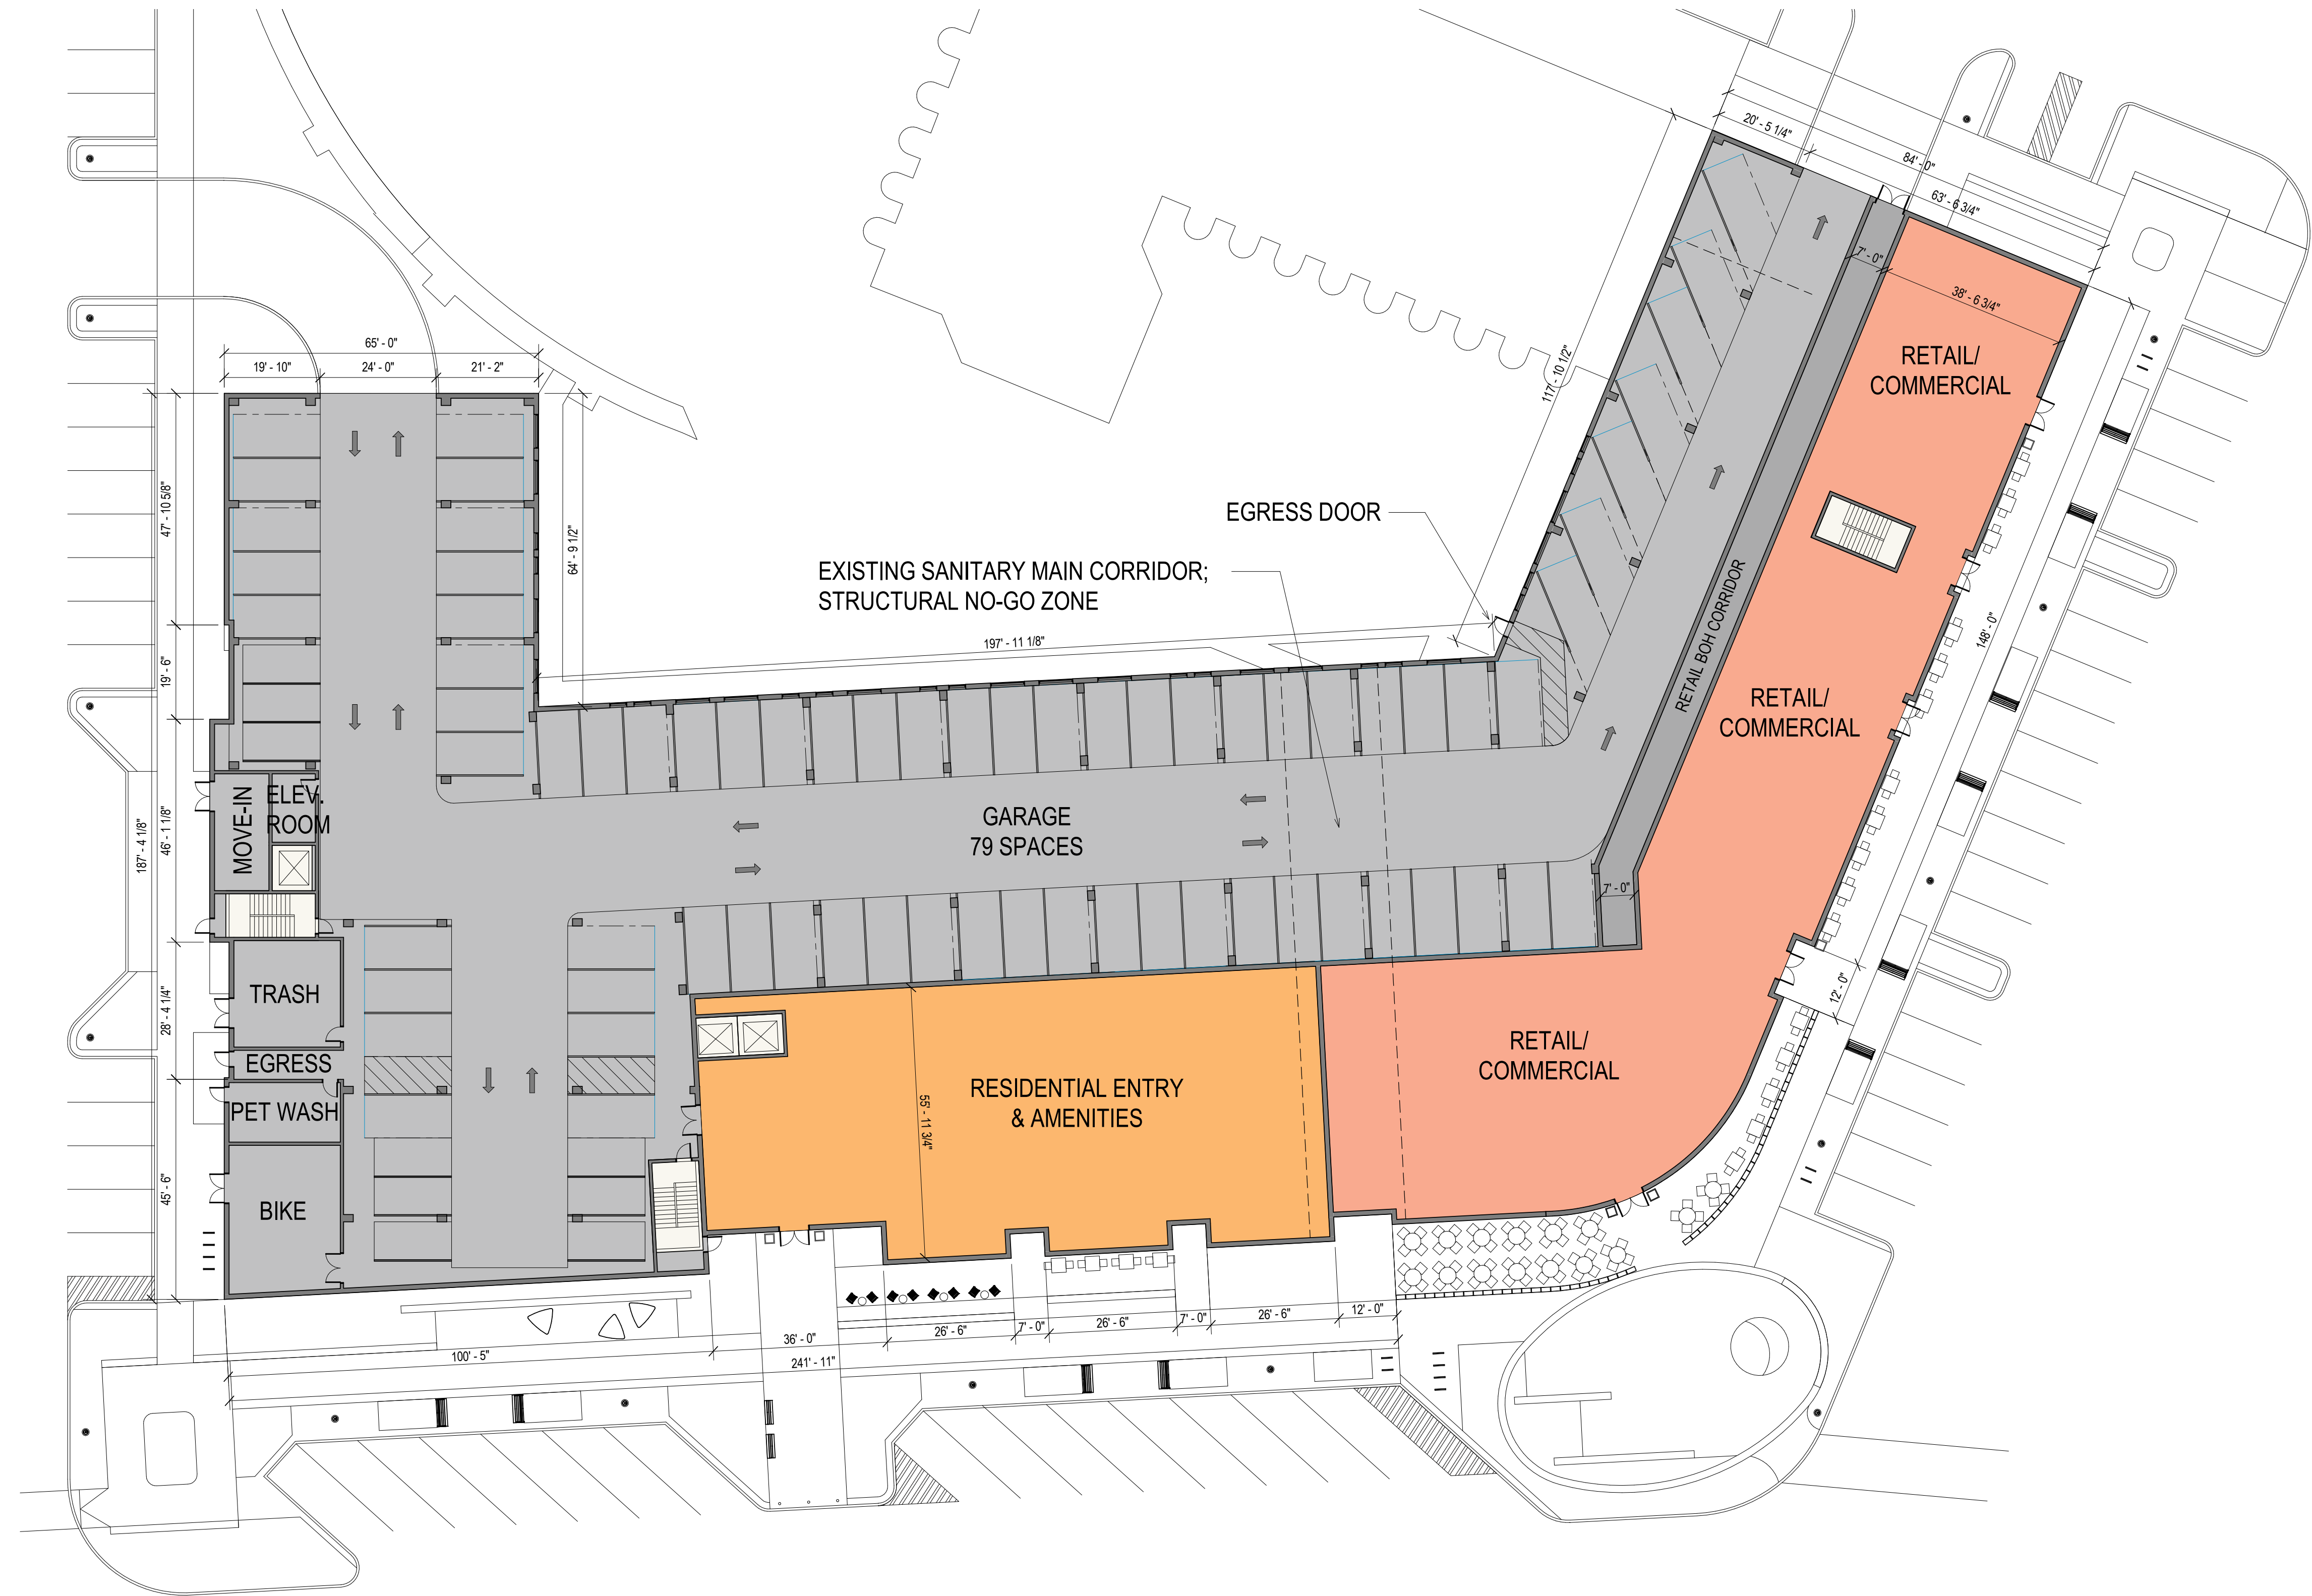 20' - 5 1/4"
84' - 0"
63' - 6 3/4"
7' - 0"
38' - 6 3/4"
RETAIL/
COMMERCIAL
65' - 0"
19' - 10"
24' - 0"
21' - 2"
117' - 10 1/2"
47' - 10 5/8"
64' - 9 1/2"
EGRESS DOOR
EXISTING SANITARY MAIN CORRIDOR;
STRUCTURAL NO-GO ZONE
197' - 11 1/8"
RETAIL BOH CORRIDOR
148' - 0"
19' - 6"
RETAIL/
COMMERCIAL
MOVE-IN
ELEV.
ROOM
GARAGE
79 SPACES
187' - 4 1/8"
46' - 1 1/8"
7' - 0"
TRASH
28' - 4 1/4"
12' - 0"
EGRESS
RETAIL/
COMMERCIAL
PET WASH
RESIDENTIAL ENTRY
& AMENITIES
55' - 11 3/4"
45' - 6"
BIKE
36' - 0"
26' - 6"
7' - 0"
26' - 6"
7' - 0"
26' - 6"
12' - 0"
100' - 5"
241' - 11"